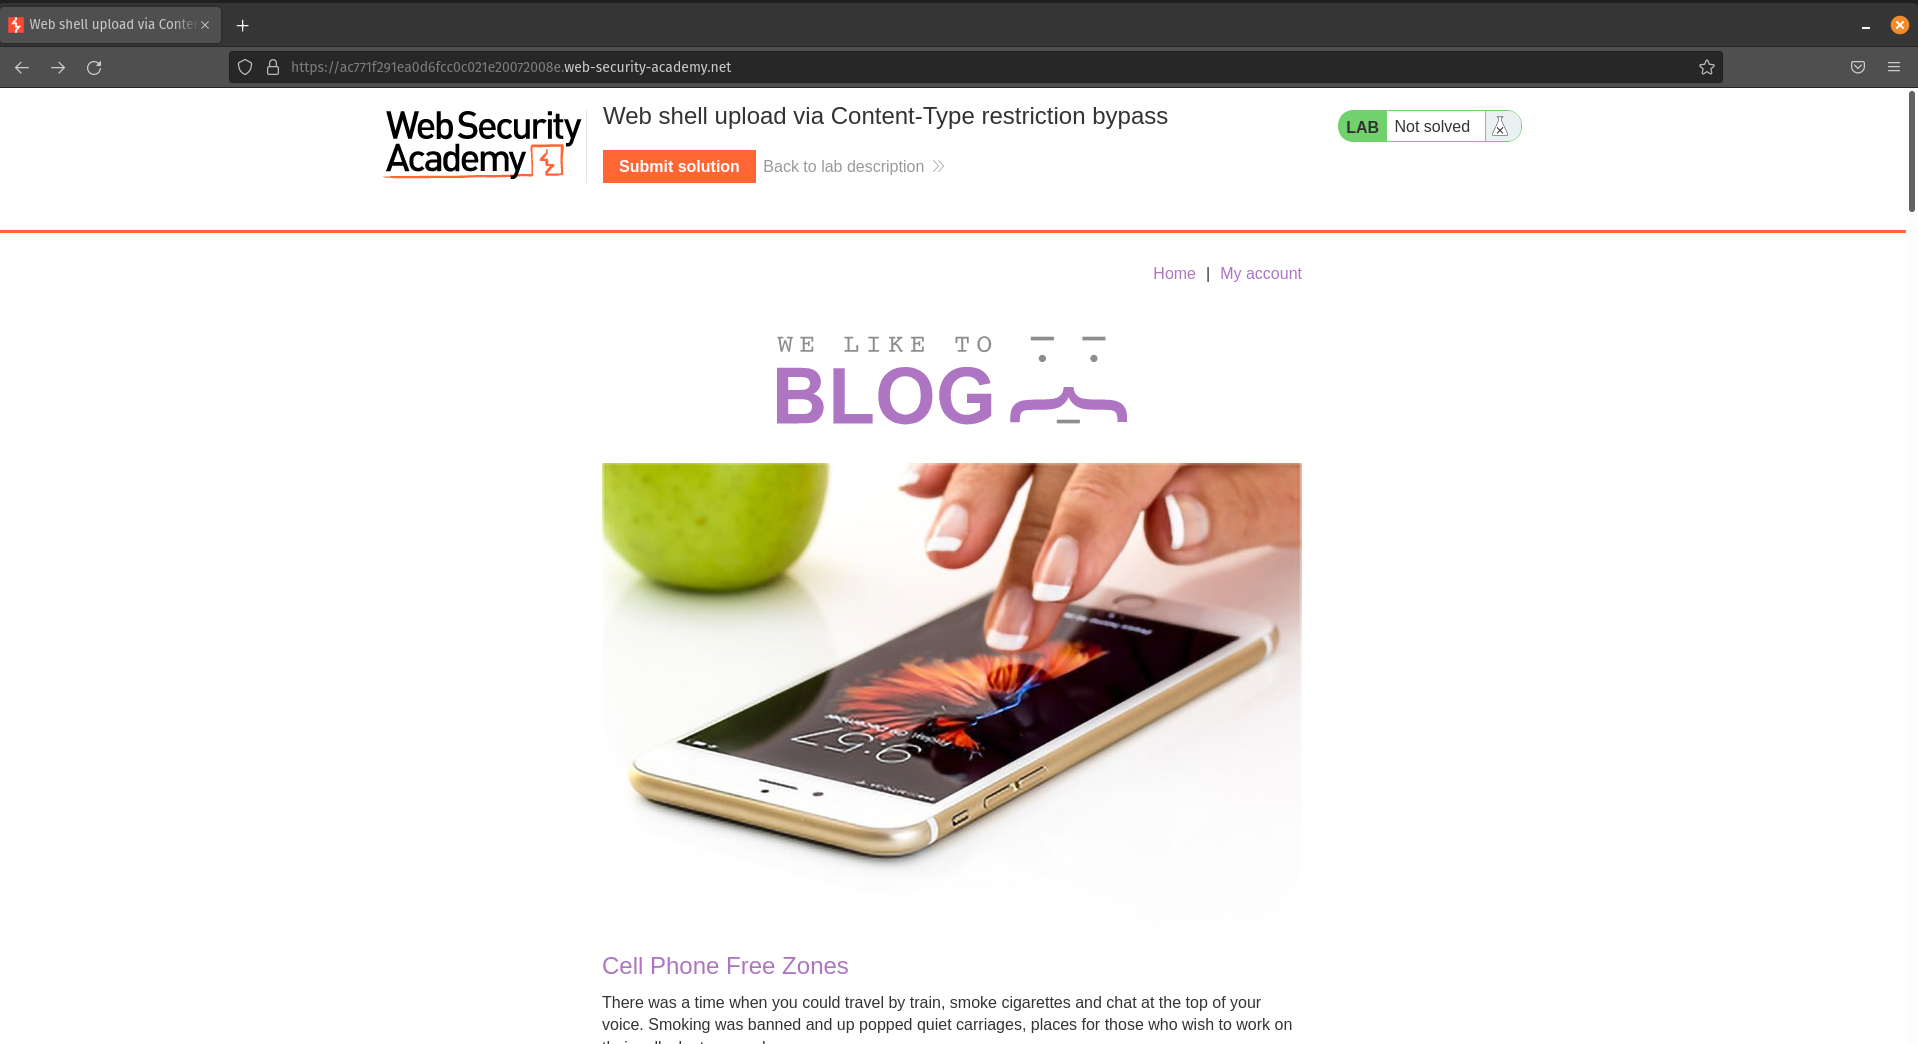 Web shell upload via Conte
https://ac771f291ea0d6fcc0c021e20072008e.web-security-academy.net
Web Security
Academy
Web shell upload via Content-Type restriction bypass
LAB Not solved
Submit solution Back to lab description
Home | My account
WE LIKE TO
BLOG
9:57
Friday 09 December
Cell Phone Free Zones
There was a time when you could travel by train, smoke cigarettes and chat at the top of your
voice. Smoking was banned and up popped quiet carriages, places for those who wish to work on